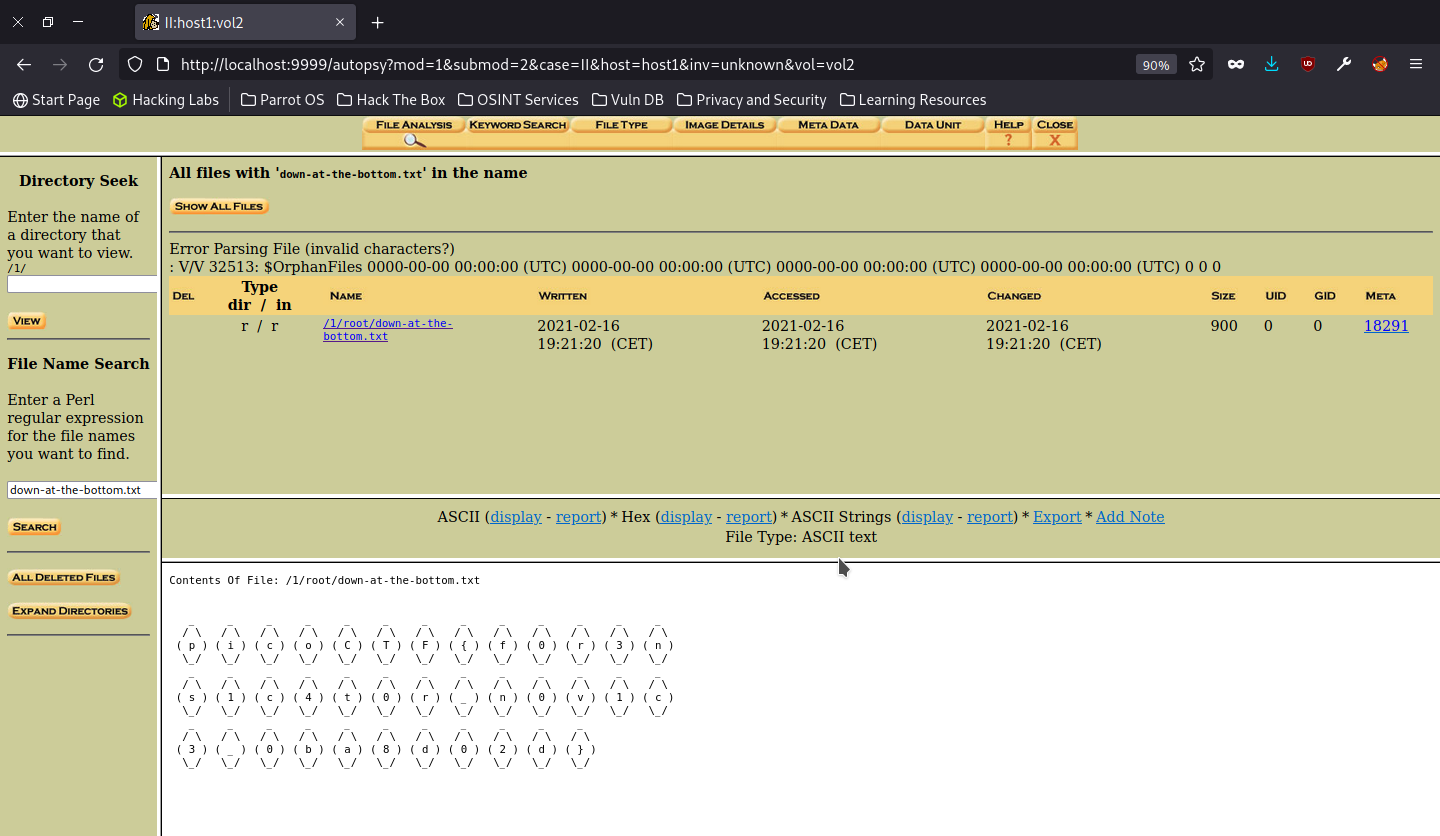 II:host1:vol2
http://localhost:9999/autopsy?mod=1&submod=2&case=II&host=host1&inv=unknown&vol=vol2
90%
Start Page Hacking Labs Parrot OS Hack The Box OSINT Services Vuln DB Privacy and Security Learning Resources
FILE ANALYSIS KEYWORD SEARCH FILE TYPE IMAGE DETAILS META DATA DATA UNIT HELP CLOSE
? X
Directory Seek
Enter the name of
a directory that
you want to view.
/1/
VIEW
File Name Search
Enter a Perl
regular expression
for the file names
you want to find.
down-at-the-bottom.txt
SEARCH
ALL DELETED FILES
EXPAND DIRECTORIES
All files with 'down-at-the-bottom.txt' in the name
SHOW ALL FILES
Error Parsing File (invalid characters?)
: V/V 32513: $OrphanFiles 0000-00-00 00:00:00 (UTC) 0000-00-00 00:00:00 (UTC) 0000-00-00 00:00:00 (UTC) 0000-00-00 00:00:00 (UTC) 0 0 0
DEL Type dir / in NAME WRITTEN ACCESSED CHANGED SIZE UID GID META
r / r /1/root/down-at-the- 2021-02-16 2021-02-16 2021-02-16 900 0 0 18291
bottom.txt 19:21:20 (CET) 19:21:20 (CET) 19:21:20 (CET)
ASCII (display - report) * Hex (display - report) * ASCII Strings (display - report) * Export * Add Note
File Type: ASCII text
Contents Of File: /1/root/down-at-the-bottom.txt
   _     _     _     _     _     _     _     _     _     _     _     _     _
  / \   / \   / \   / \   / \   / \   / \   / \   / \   / \   / \   / \   / \
 ( p ) ( i ) ( c ) ( o ) ( C ) ( T ) ( F ) ( { ) ( f ) ( 0 ) ( r ) ( 3 ) ( n )
  \_/   \_/   \_/   \_/   \_/   \_/   \_/   \_/   \_/   \_/   \_/   \_/   \_/
   _     _     _     _     _     _     _     _     _     _     _     _     _
  / \   / \   / \   / \   / \   / \   / \   / \   / \   / \   / \   / \   / \
 ( s ) ( 1 ) ( c ) ( 4 ) ( t ) ( 0 ) ( r ) ( _ ) ( n ) ( 0 ) ( v ) ( 1 ) ( c )
  \_/   \_/   \_/   \_/   \_/   \_/   \_/   \_/   \_/   \_/   \_/   \_/   \_/
   _     _     _     _     _     _     _     _     _     _     _
  / \   / \   / \   / \   / \   / \   / \   / \   / \   / \   / \
 ( 3 ) ( _ ) ( 0 ) ( b ) ( a ) ( 8 ) ( d ) ( 0 ) ( 2 ) ( d ) ( } )
  \_/   \_/   \_/   \_/   \_/   \_/   \_/   \_/   \_/   \_/   \_/